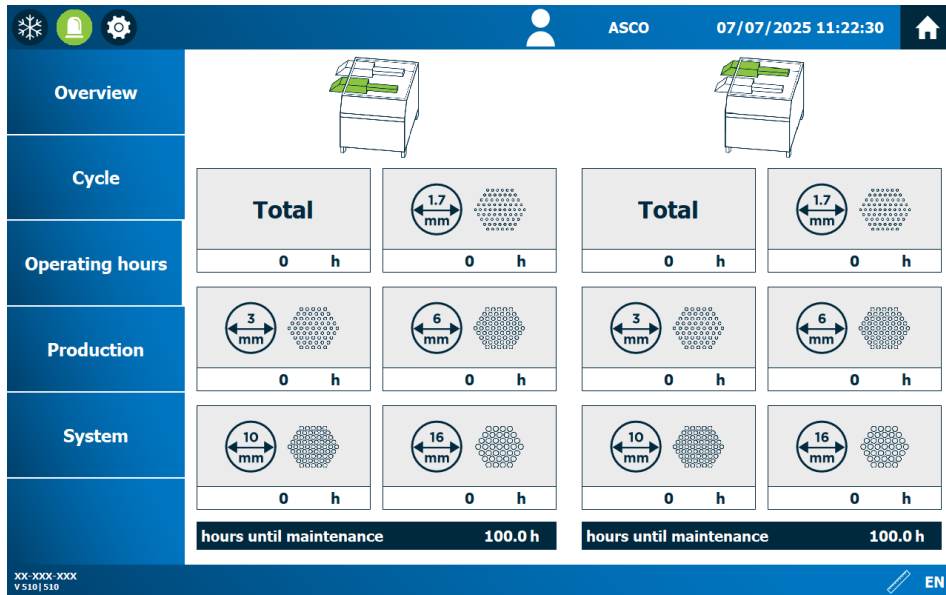 ASCO
07/07/2025 11:22:30
Overview
Cycle
Operating hours
Production
System
Total
0 h
1.7 mm
0 h
3 mm
0 h
6 mm
0 h
10 mm
0 h
16 mm
0 h
hours until maintenance 100.0 h
Total
0 h
1.7 mm
0 h
3 mm
0 h
6 mm
0 h
10 mm
0 h
16 mm
0 h
hours until maintenance 100.0 h
XX-XXX-XXX
V 510 | 510
EN